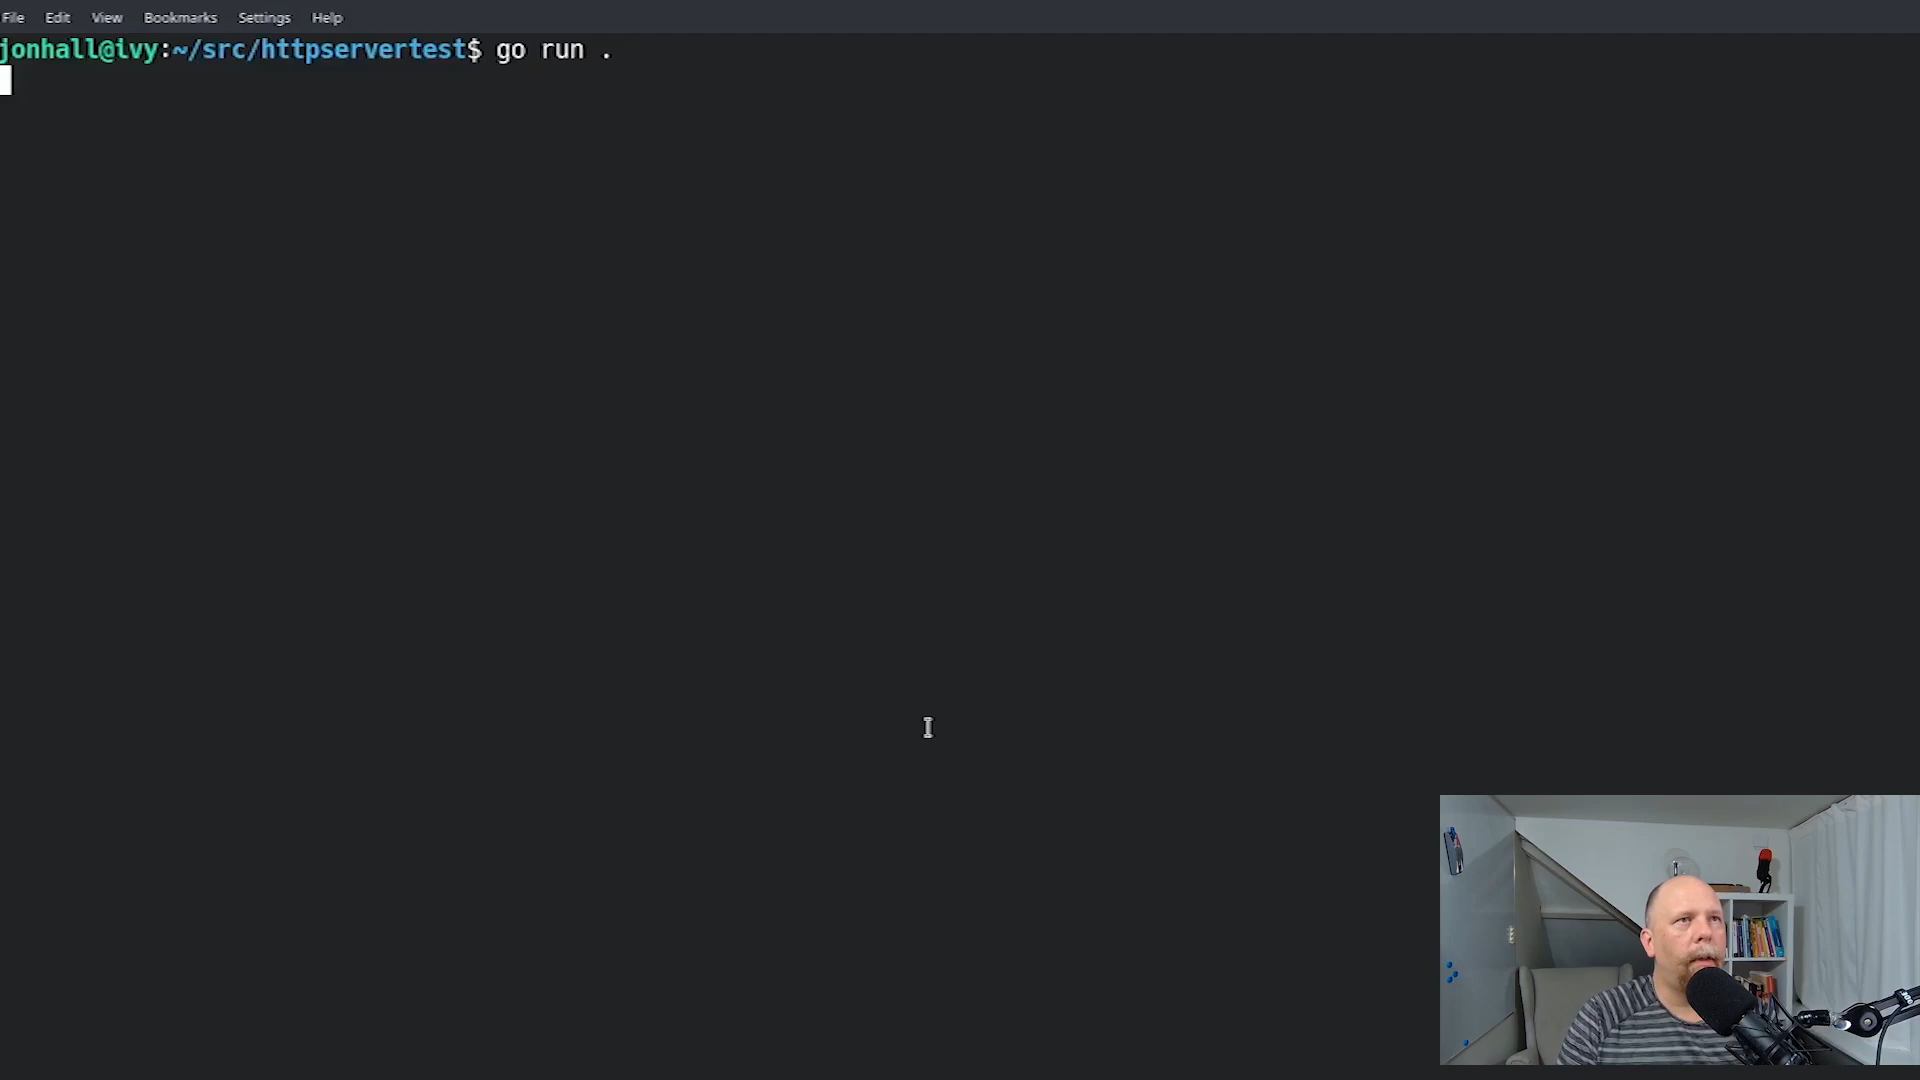 File Edit View Bookmarks Settings Help
jonhall@ivy:~/src/httpservertest$ go run .